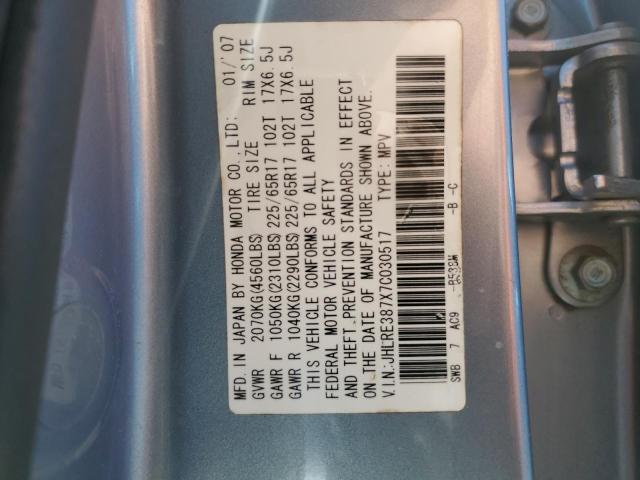 MFD. IN JAPAN BY HONDA MOTOR CO.,LTD: 01/'07
GVWR 2070KG(4560LBS) TIRE SIZE RIM SIZE
GAWR F 1050KG(2310LBS)225/65R17 102T 17X6.5J
GAWR R 1040KG(2290LBS)225/65R17 102T 17X6.5J
THIS VEHICLE CONFORMS TO ALL APPLICABLE
FEDERAL MOTOR VEHICLE SAFETY
AND THEFT PREVENTION STANDARDS IN EFFECT
ON THE DATE OF MANUFACTURE SHOWN ABOVE.
V.I.N.:JHLRE387X7C030517 TYPE: MPV
SWB 7 AC9 -B -C